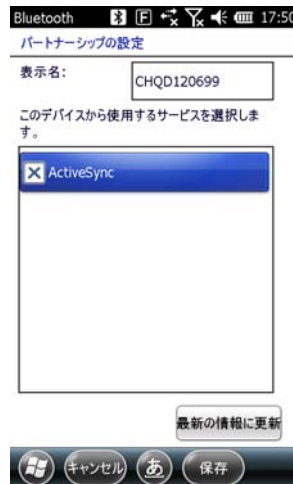 Bluetooth 17:50
パートナーシップの設定
表示名:
CHQD120699
このデバイスから使用するサービスを選択しま
す。
ActiveSync
最新の情報に更新
キャンセル あ 保存